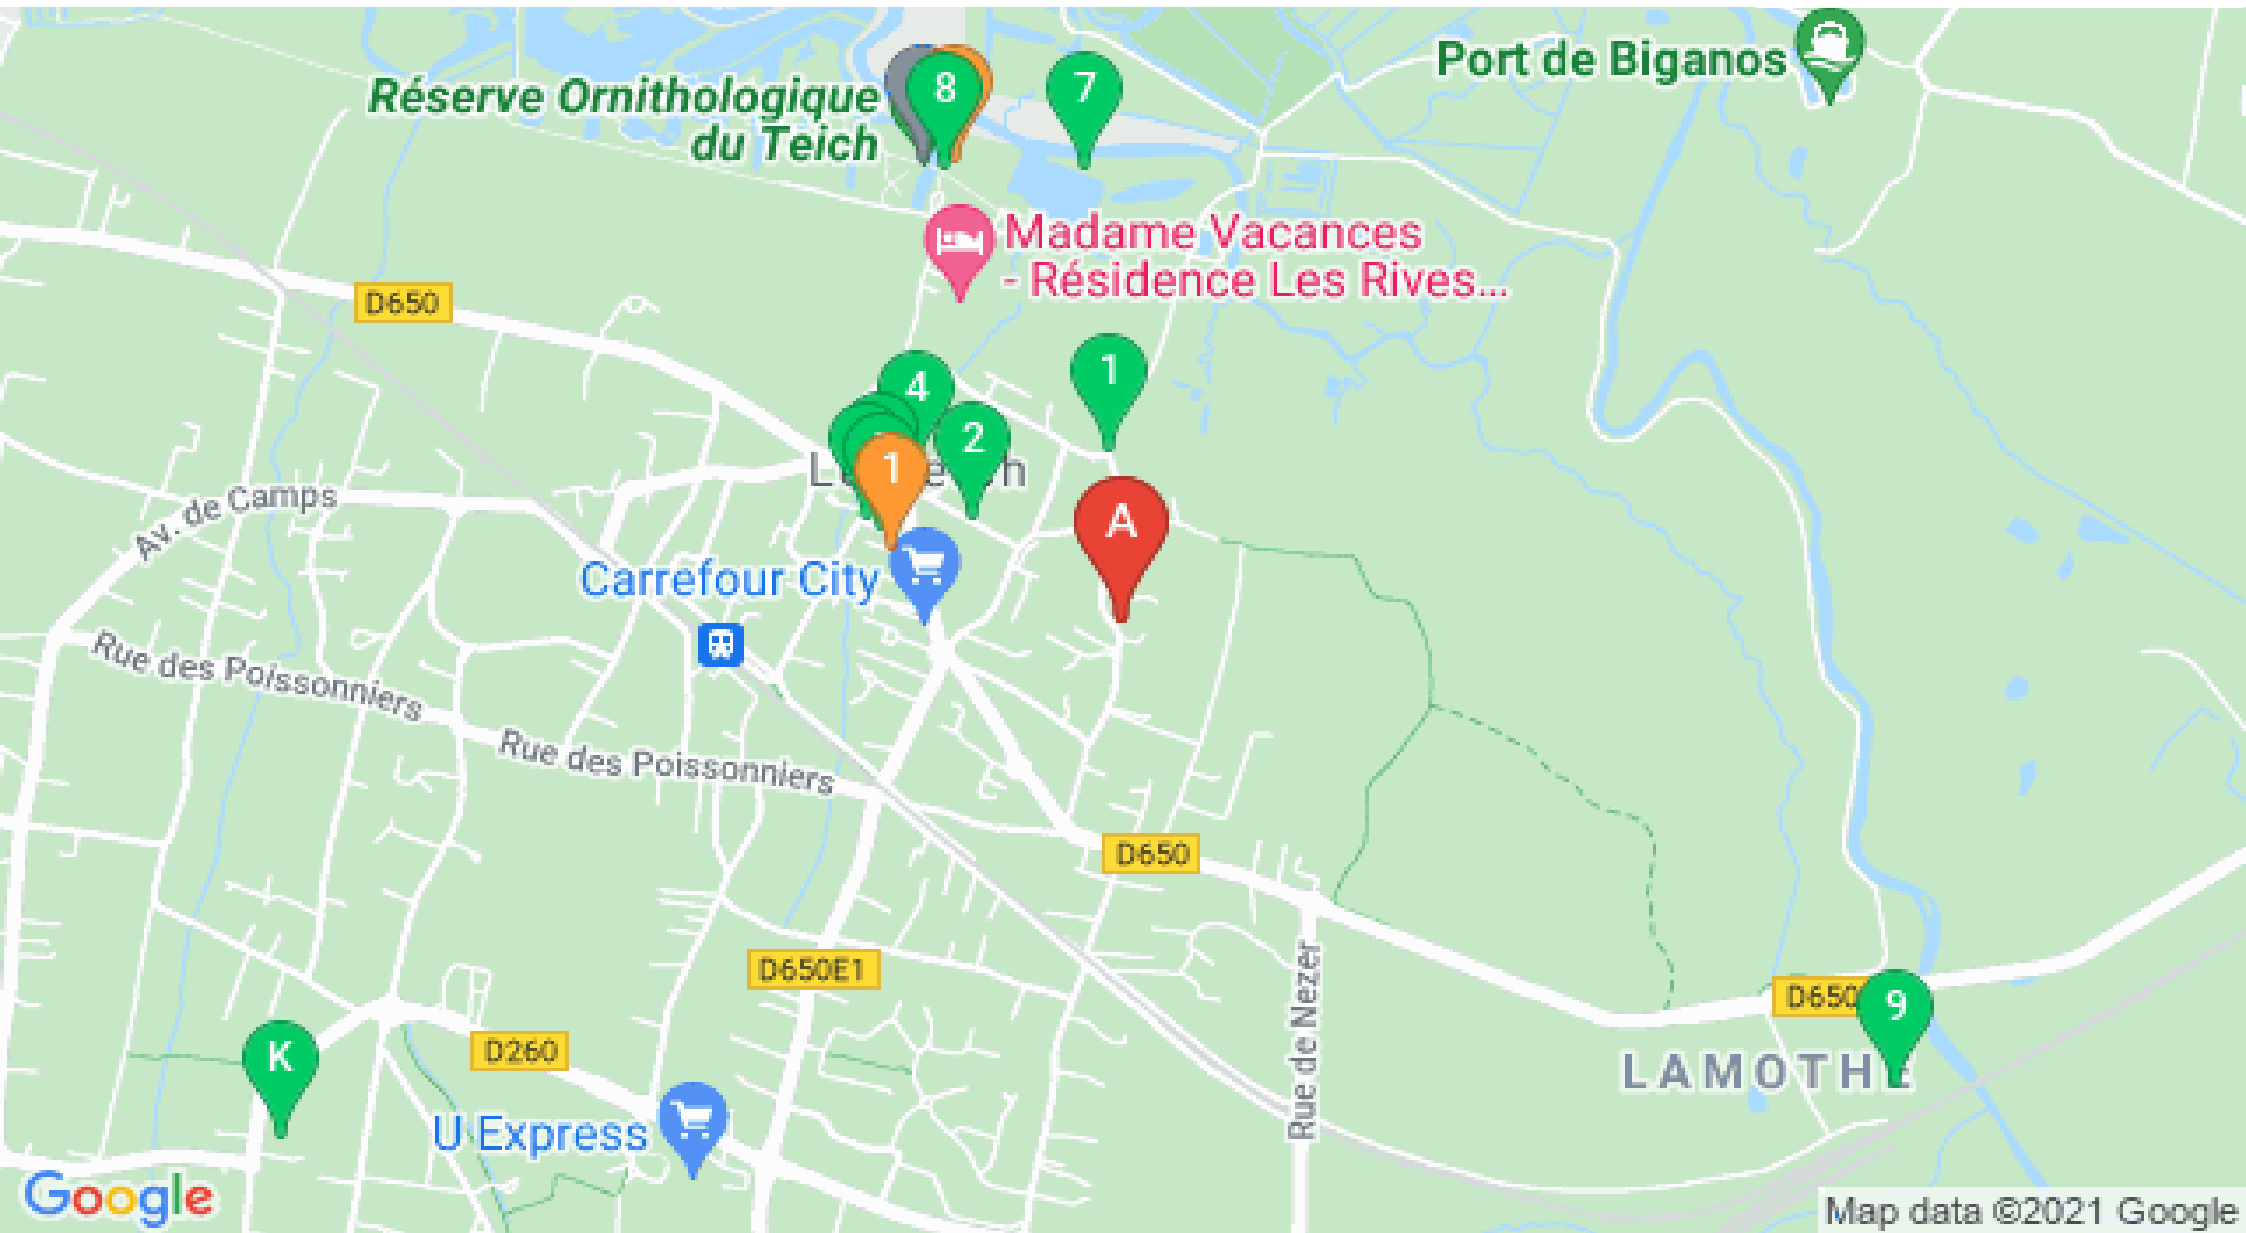 Port de Biganos
8
7
Réserve Ornithologique
du Teich
Madame Vacances
- Résidence Les Rives...
D650
1
4
2
1
A
Av. de Camps
Carrefour City
Rue des Poissonniers
Rue des Poissonniers
D650
D650E1
Rue de Nezer
D650
9
K
D260
LAMOTHE
U Express
Google
Map data ©2021 Google